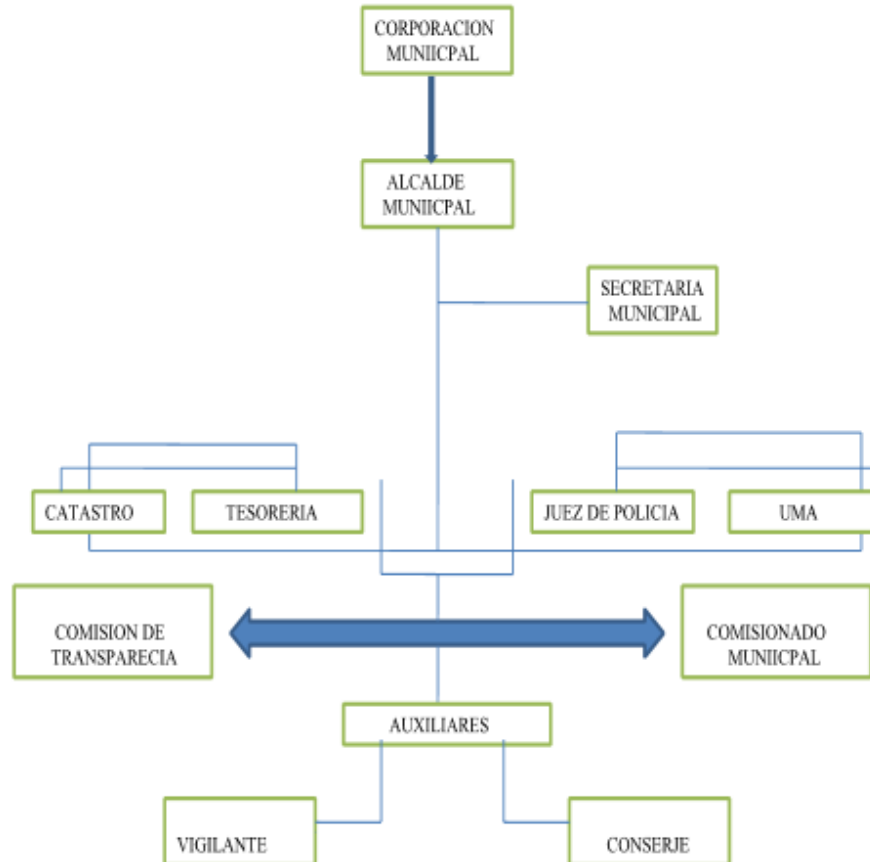 CORPORACION
MUNIICPAL
ALCALDE
MUNIICPAL
SECRETARIA
MUNICIPAL
CATASTRO
TESORERIA
JUEZ DE POLICIA
UMA
COMISION DE
TRANSPARECIA
COMISIONADO
MUNIICPAL
AUXILIARES
VIGILANTE
CONSERJE